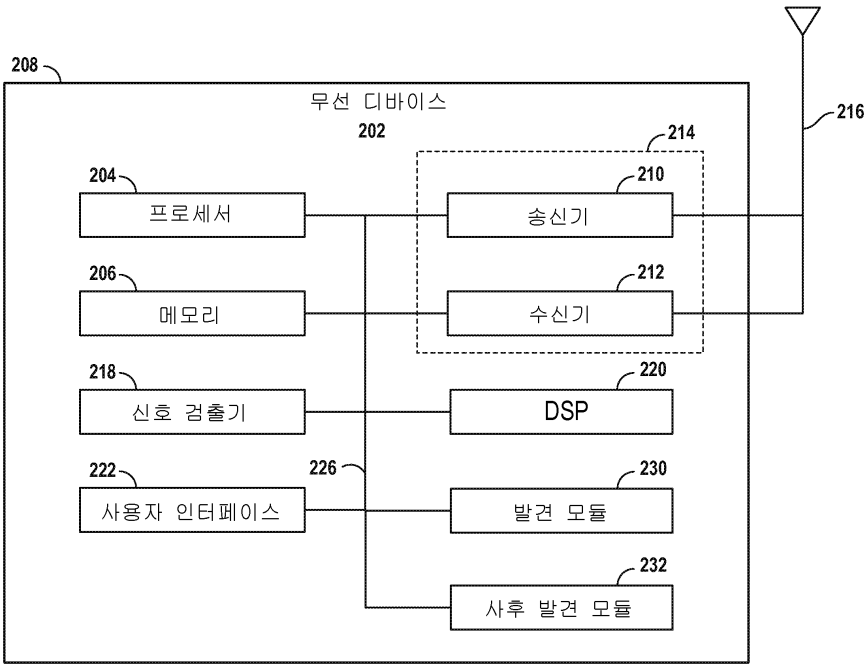 208
무선 디바이스
202
216
214
204
프로세서
210
송신기
206
메모리
212
수신기
218
신호 검출기
220
DSP
226
222
사용자 인터페이스
230
발견 모듈
232
사후 발견 모듈